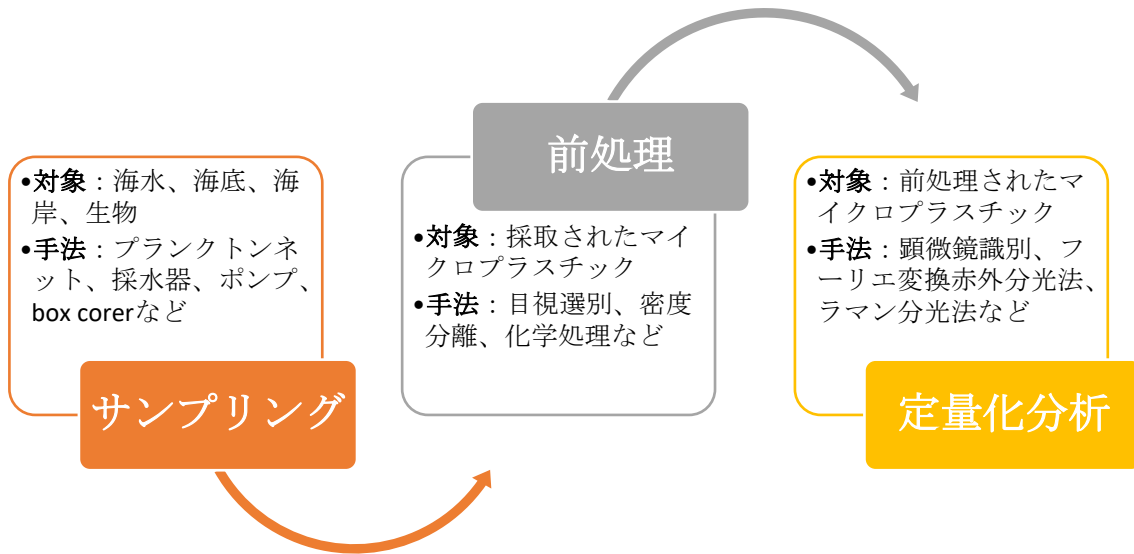 •対象：海水、海底、海
岸、生物
•手法：プランクトンネ
ット、採水器、ポンプ、
box corerなど
サンプリング
前処理
•対象：採取されたマイ
クロプラスチック
•手法：目視選別、密度
分離、化学処理など
•対象：前処理されたマ
イクロプラスチック
•手法：顕微鏡識別、フ
ーリエ変換赤外分光法、
ラマン分光法など
定量化分析